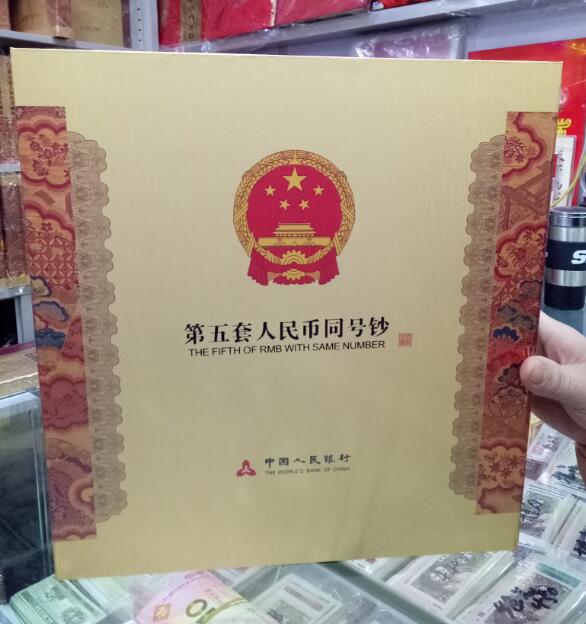 第五套人民币同号钞
THE FIFTH OF RMB WITH SAME NUMBER
中国人民银行
THE PEOPLE'S BANK OF CHINA